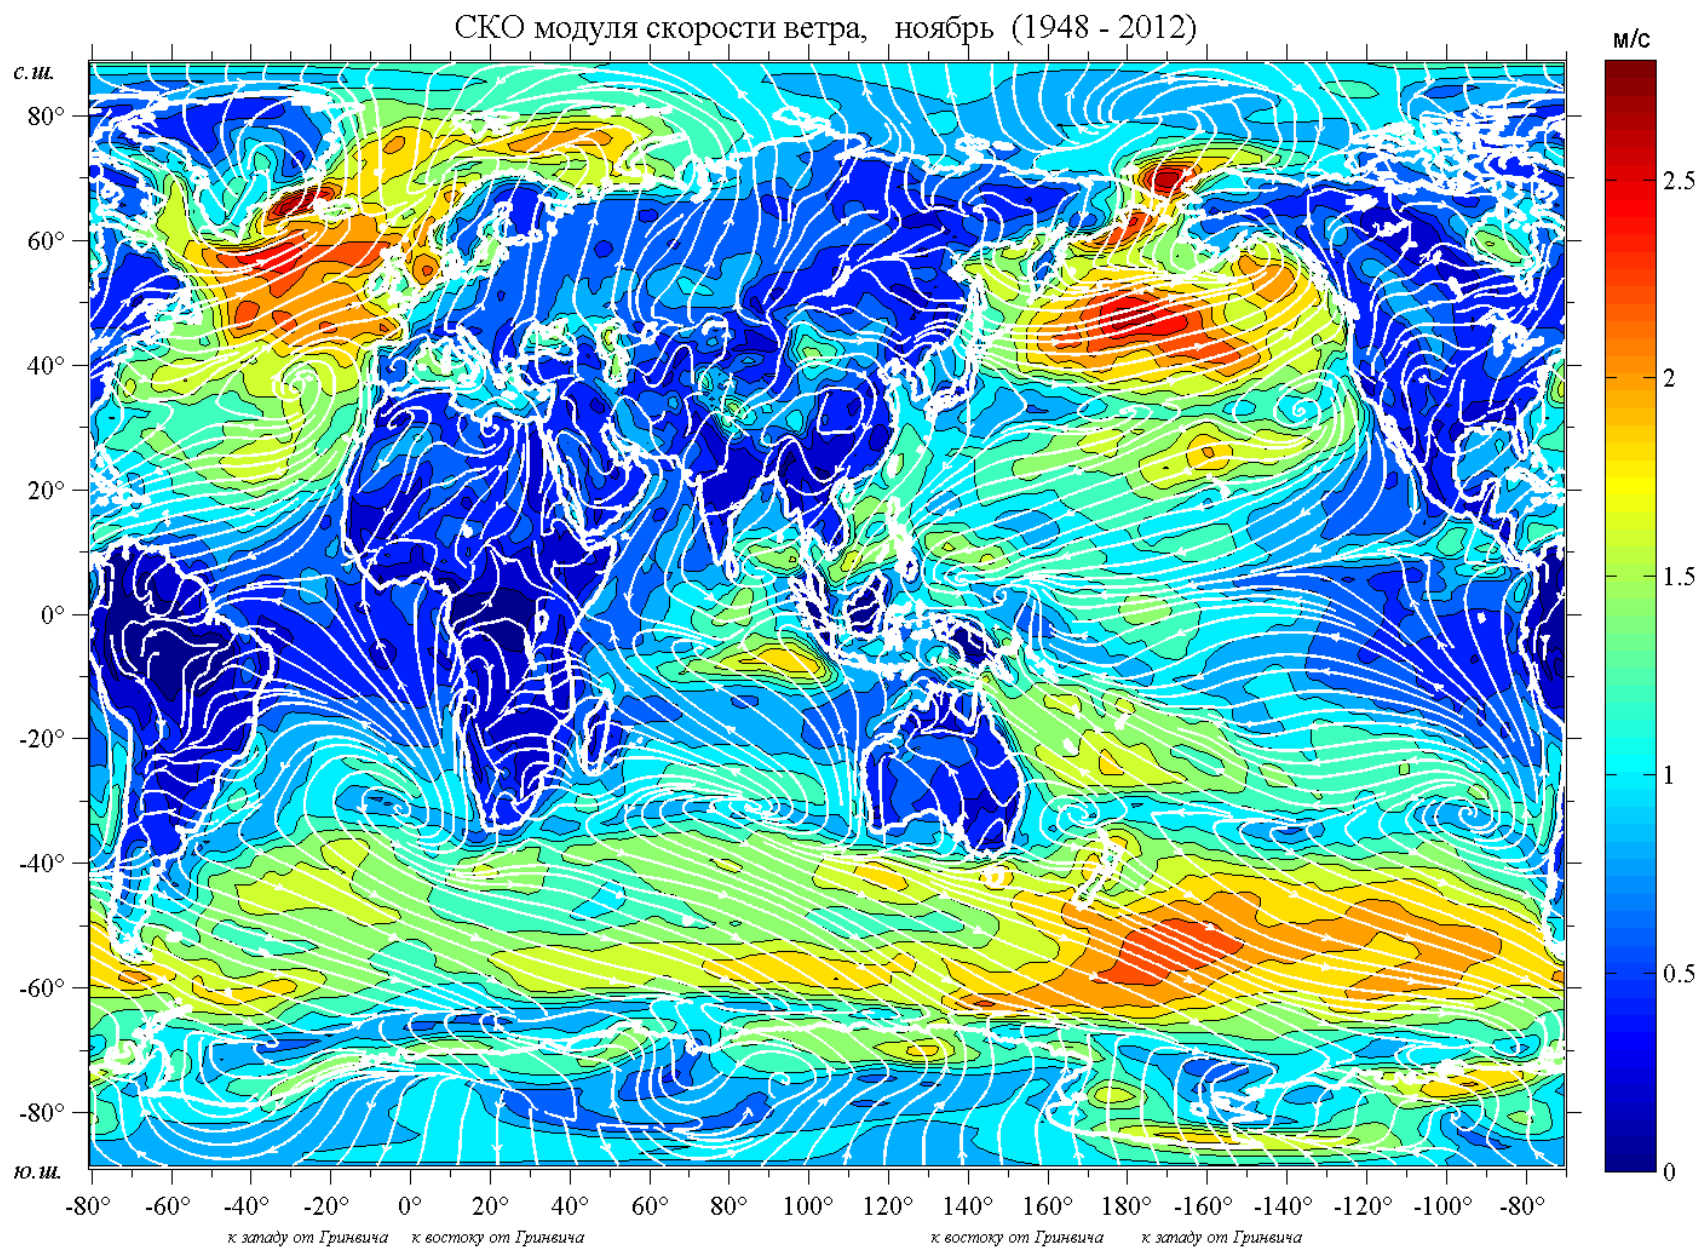 СКО модуля скорости ветра, ноябрь (1948 - 2012)
м/с
с.ш.
80°
60°
40°
20°
0°
-20°
-40°
-60°
-80°
ю.ш.
2.5
2
1.5
1
0.5
0
-80° -60° -40° -20° 0° 20° 40° 60° 80° 100° 120° 140° 160° 180° -160° -140° -120° -100° -80°
к западу от Гринвича к востоку от Гринвича к востоку от Гринвича к западу от Гринвича